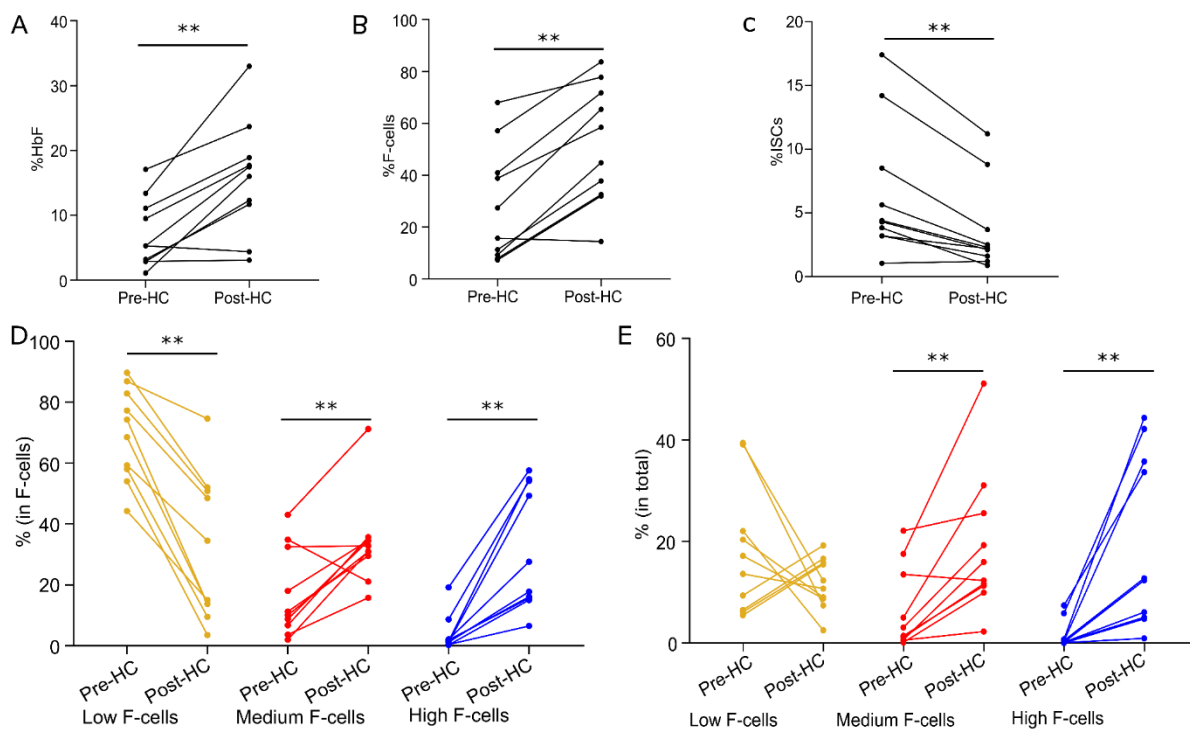 A
%HbF
40
30
20
10
0
**
Pre-HC Post-HC
B
%F-cells
100
80
60
40
20
0
**
Pre-HC Post-HC
C
%ISCs
20
15
10
5
0
**
Pre-HC Post-HC
D
% (in F-cells)
100
80
60
40
20
0
**
**
**
Pre-HC Post-HC Pre-HC Post-HC Pre-HC Post-HC
Low F-cells Medium F-cells High F-cells
E
% (in total)
60
40
20
0
**
**
Pre-HC Post-HC Pre-HC Post-HC Pre-HC Post-HC
Low F-cells Medium F-cells High F-cells